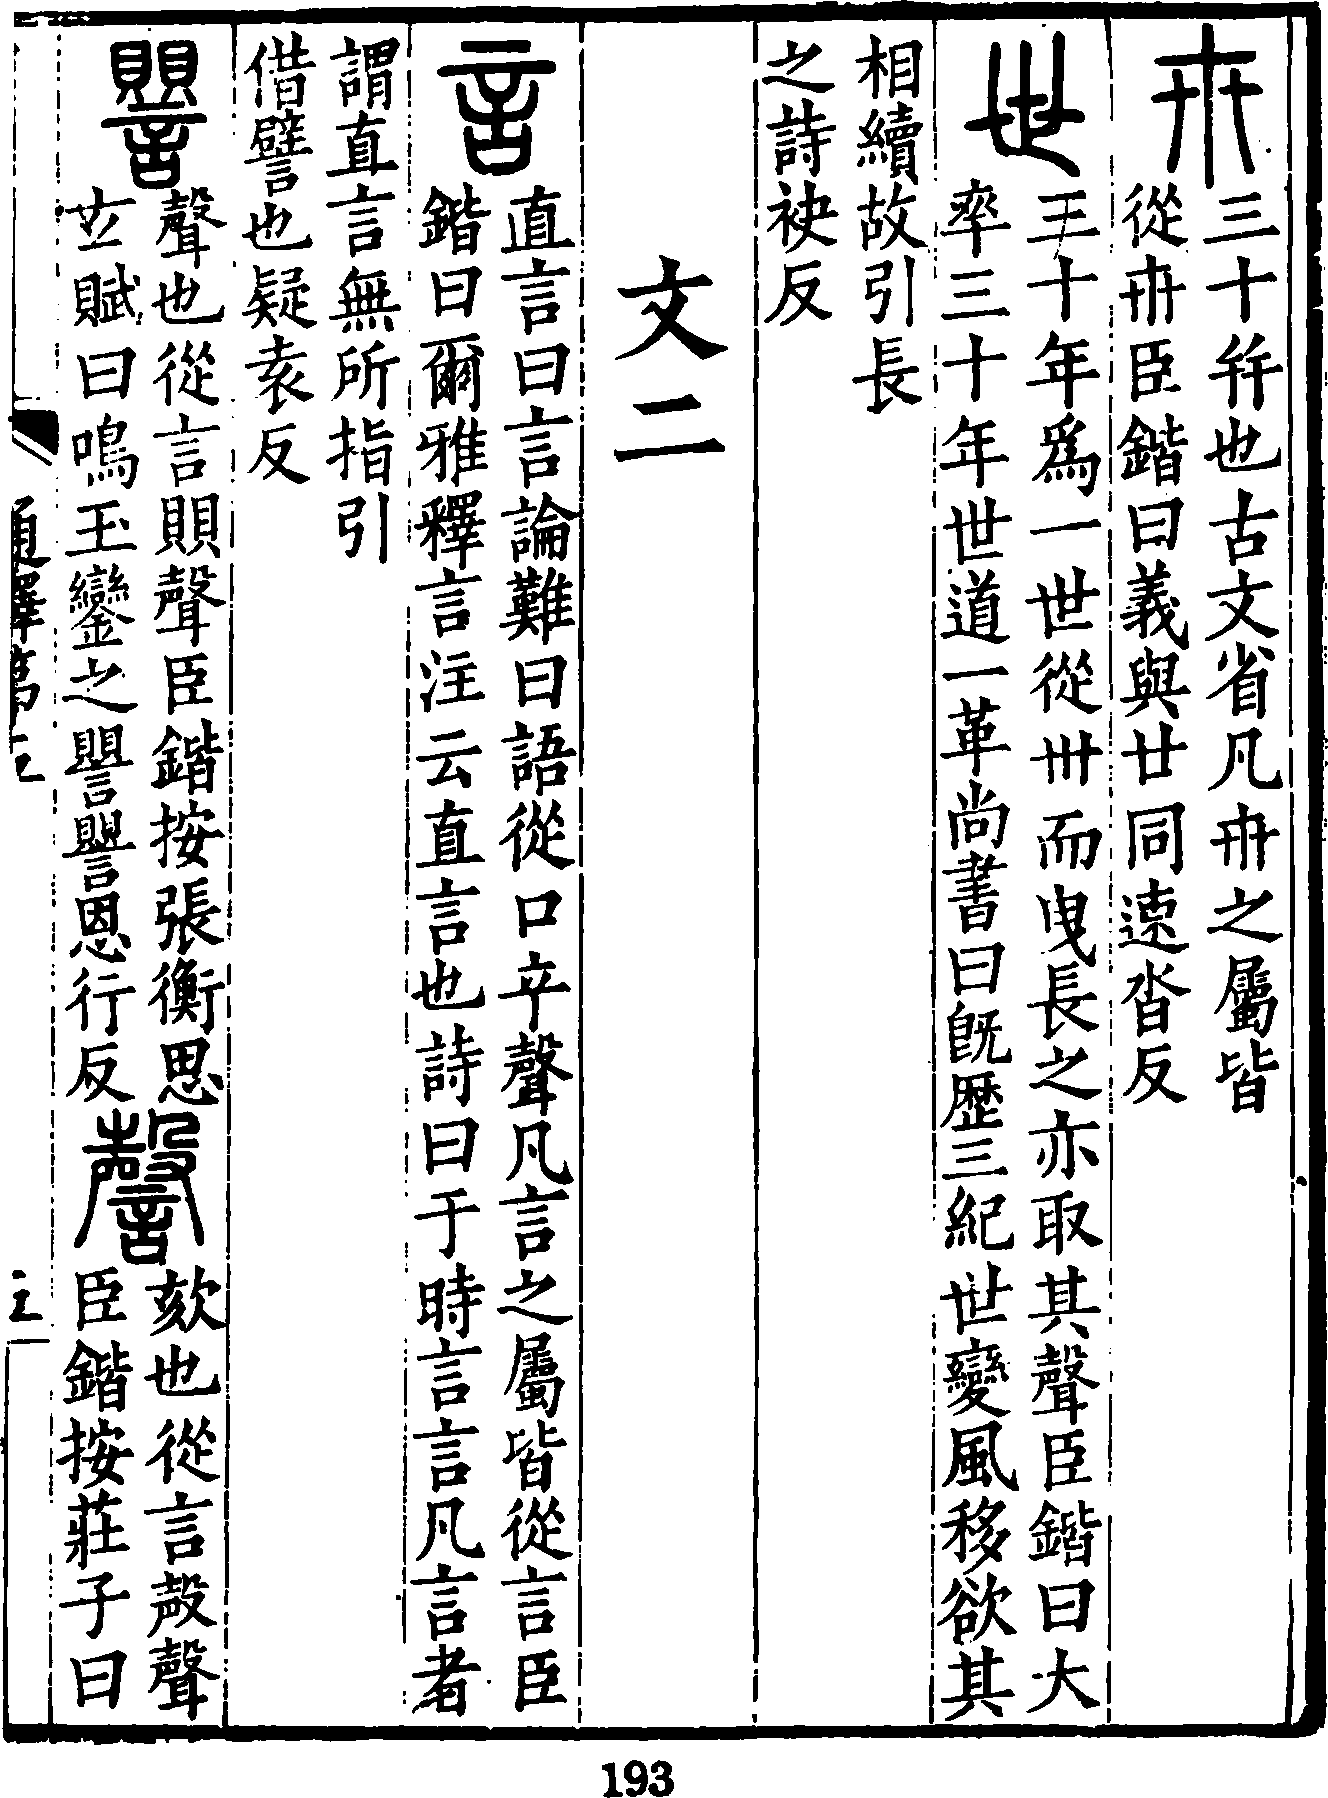 卅
三十幷也古文省凡卅之屬皆
從卅臣鍇曰義與廿同速沓反
世
三十年爲一世從卅而曳長之亦取其聲臣鍇曰大
率三十年世道一革尚書曰旣歷三紀世變風移欲其
相續故引長
之詩袂反
文二
言
直言曰言論難曰語從口䇂聲凡言之屬皆從言臣
鍇曰爾雅釋言注云直言也詩曰于時言言凡言者
謂直言無所指引
借譬也疑袁反
譻
聲也從言賏聲臣鍇按張衡思
玄賦曰鳴玉鑾之譻譻恩行反
謦
欬也從言殸聲
臣鍇按莊子曰
通釋第五
193